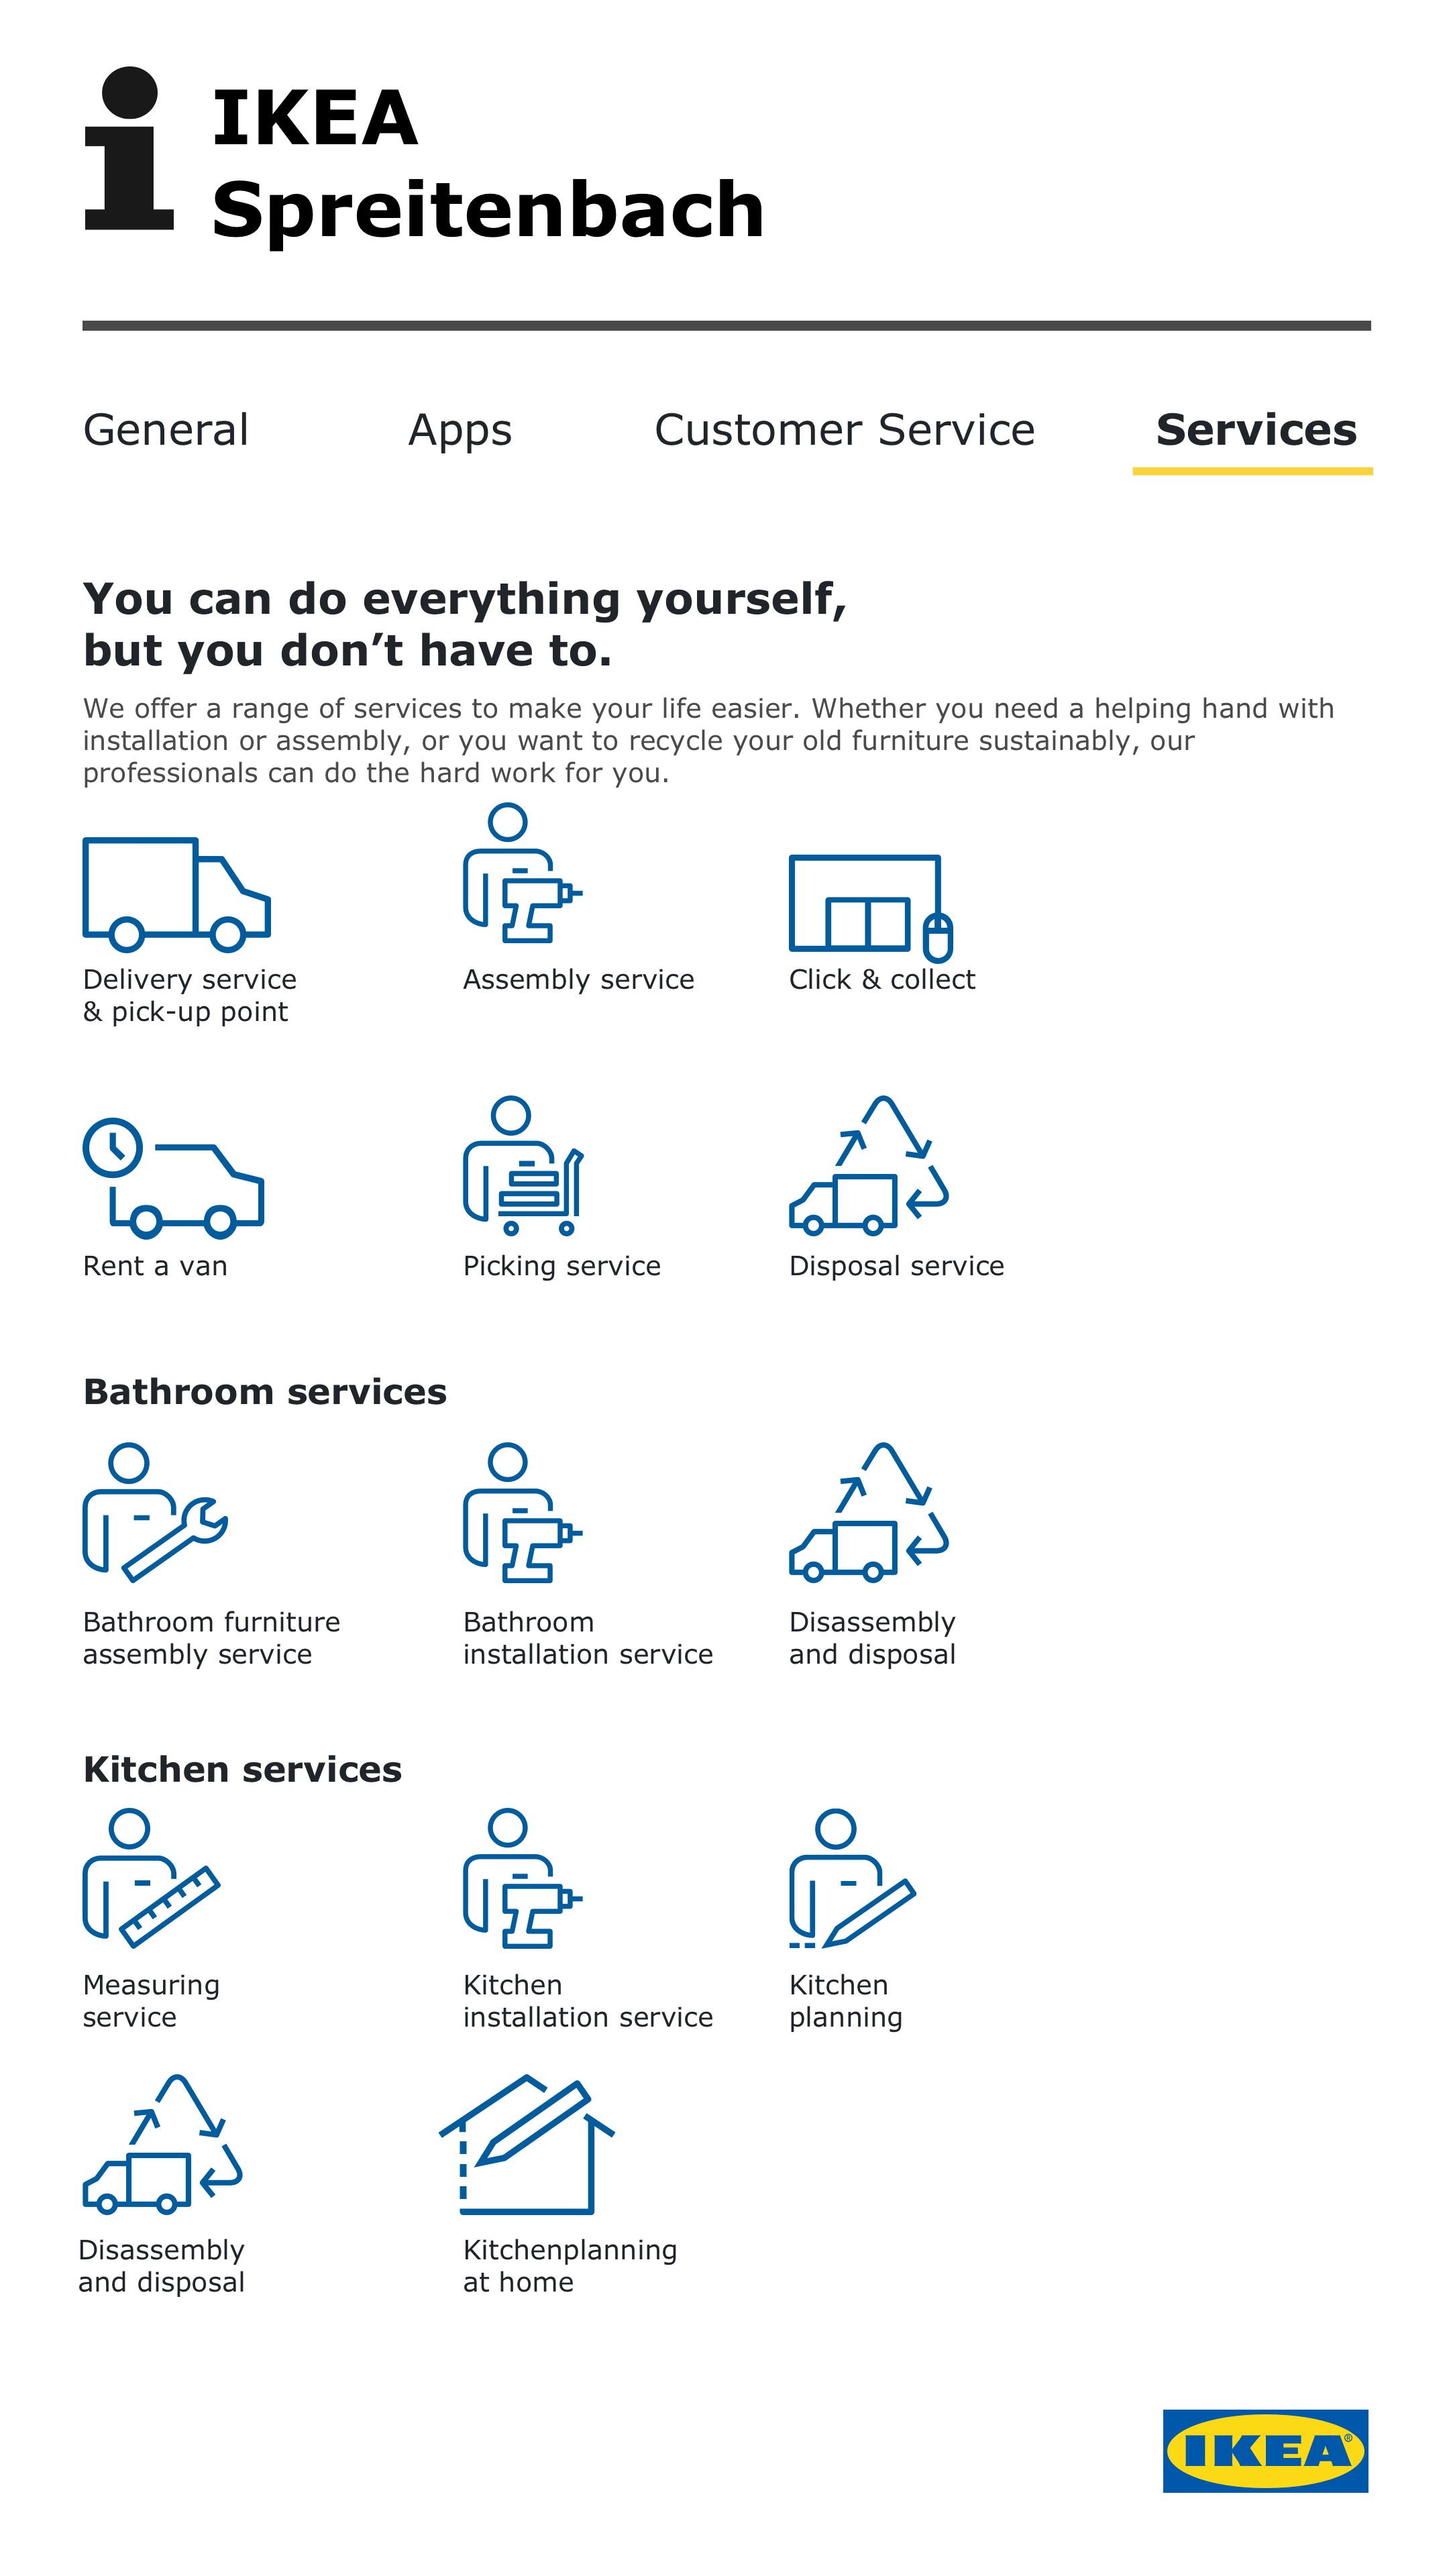 IKEA
Spreitenbach
General
Apps
Customer Service
Services
You can do everything yourself,
but you don’t have to.
We offer a range of services to make your life easier. Whether you need a helping hand with
installation or assembly, or you want to recycle your old furniture sustainably, our
professionals can do the hard work for you.
Delivery service
& pick-up point
Assembly service
Click & collect
Rent a van
Picking service
Disposal service
Bathroom services
Bathroom furniture
assembly service
Bathroom
installation service
Disassembly
and disposal
Kitchen services
Measuring
service
Kitchen
installation service
Kitchen
planning
Disassembly
and disposal
Kitchenplanning
at home
IKEA®